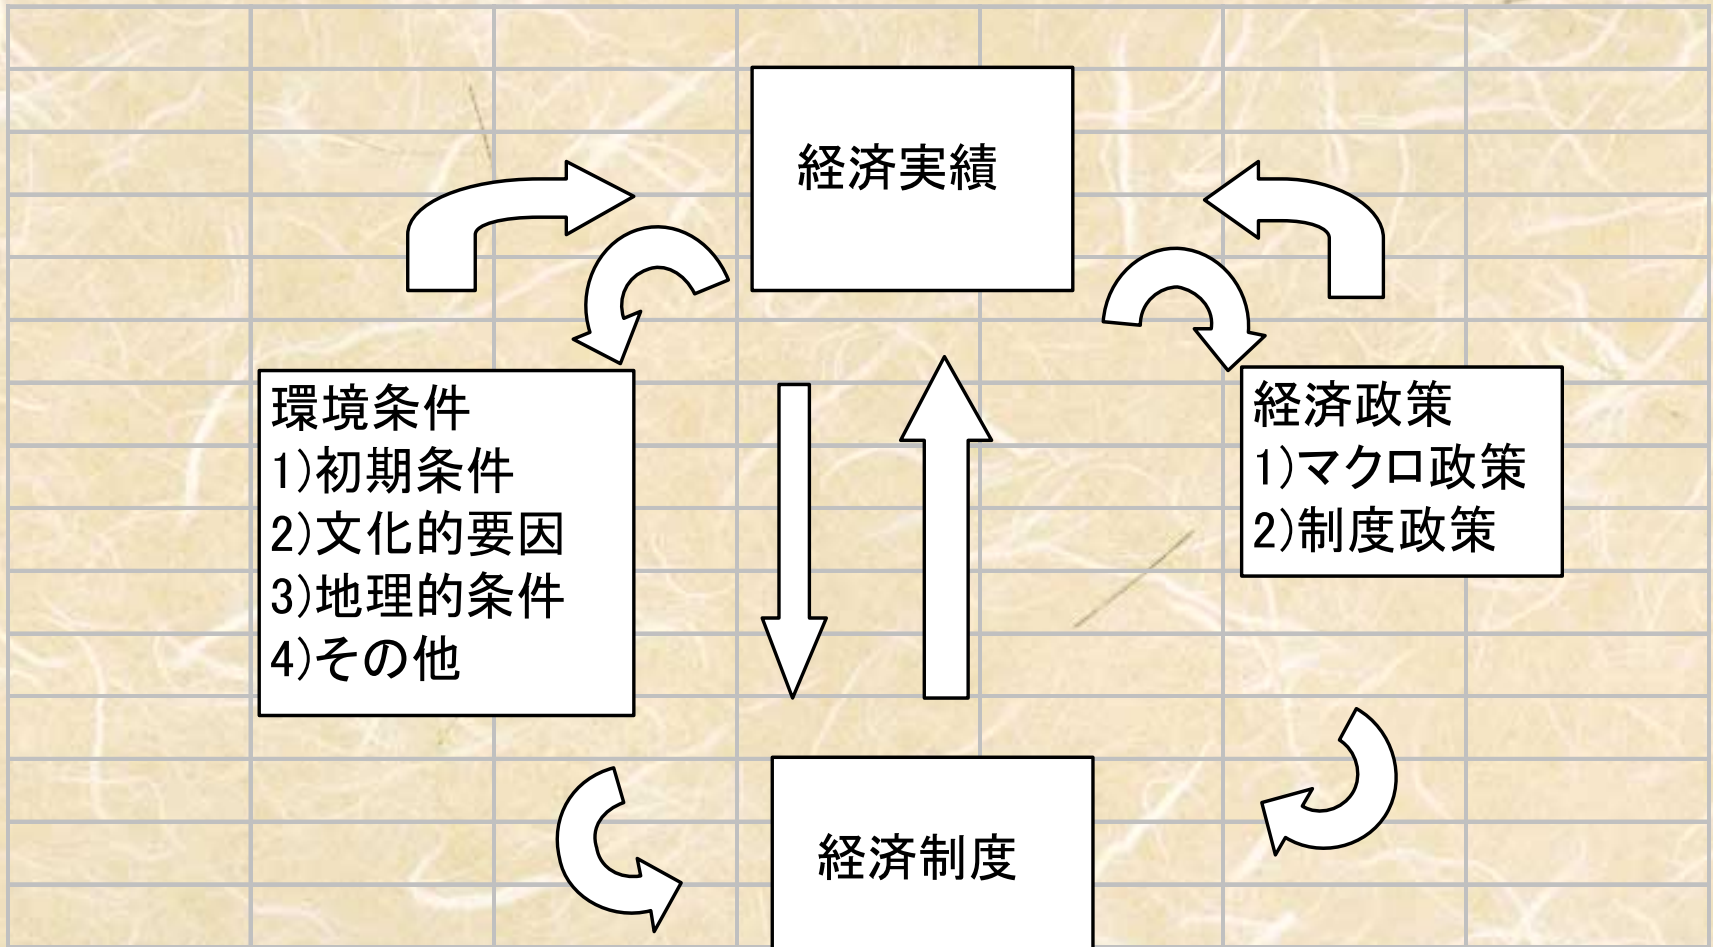 経済実績
環境条件
1)初期条件
2)文化的要因
3)地理的条件
4)その他
経済政策
1)マクロ政策
2)制度政策
経済制度